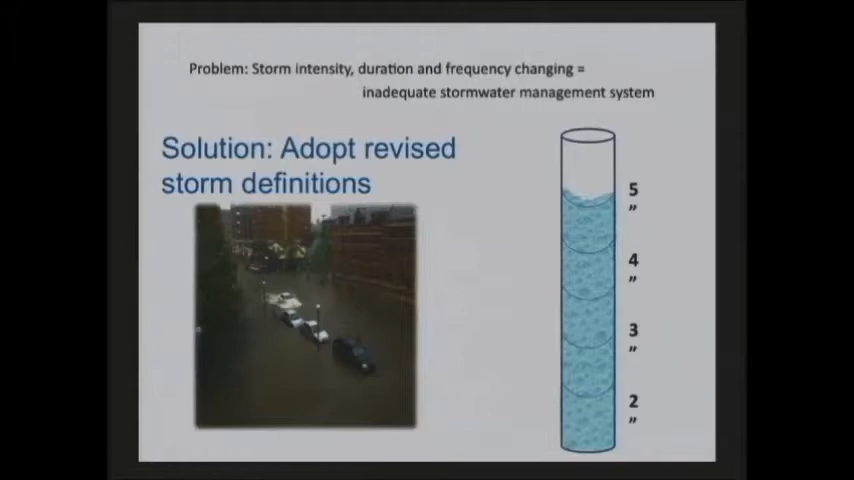 Problem: Storm intensity, duration and frequency changing =
inadequate stormwater management system
Solution: Adopt revised
storm definitions
5
”
4
”
3
”
2
”